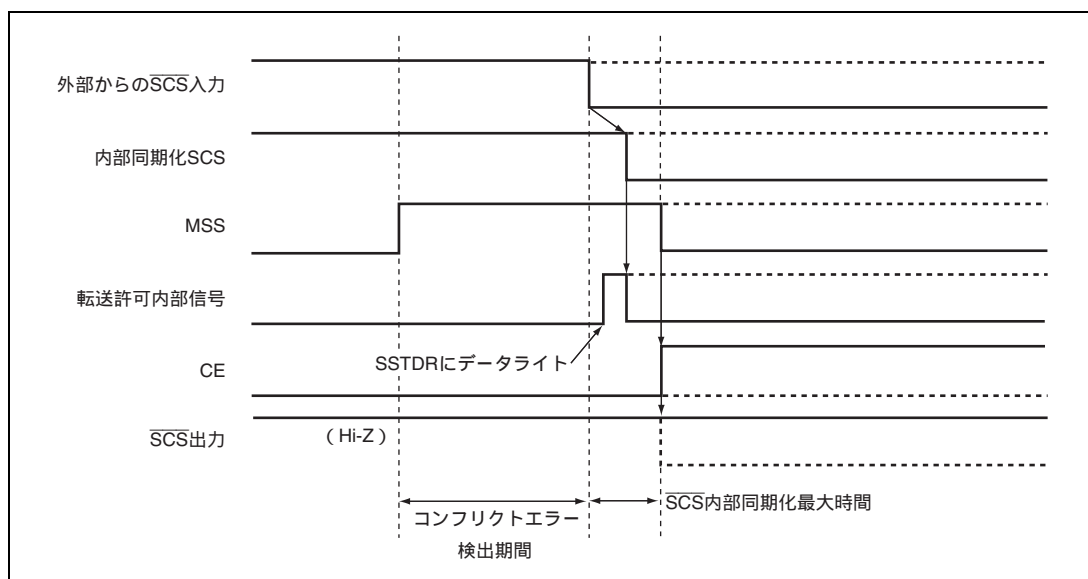 外部からのSCS入力
内部同期化SCS
MSS
転送許可内部信号
SSTDRにデータライト
CE
SCS出力
（Hi-Z）
SCS内部同期化最大時間
コンフリクトエラー
検出期間